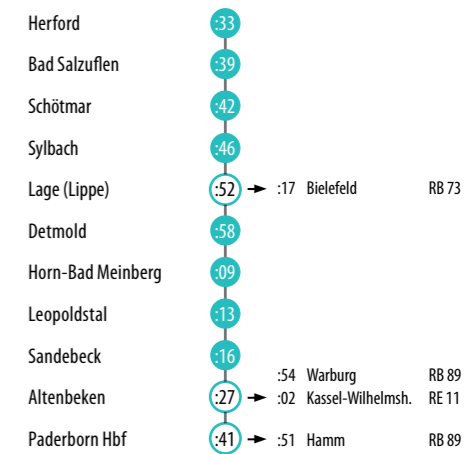 Herford :33
Bad Salzuflen :39
Schötmar :42
Sylbach :46
Lage (Lippe) :52 :17 Bielefeld RB 73
Detmold :58
Horn-Bad Meinberg :09
Leopoldstal :13
Sandebeck :16
:54 Warburg RB 89
Altenbeken :27 :02 Kassel-Wilhelmsh. RE 11
Paderborn Hbf :41 :51 Hamm RB 89